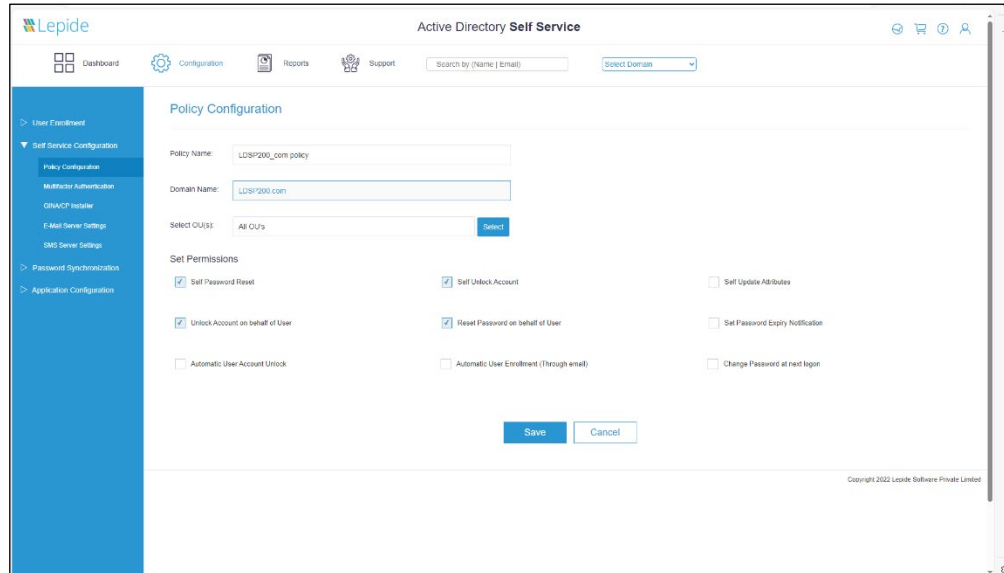 Lepide
Active Directory Self Service
Dashboard
Configuration
Reports
Support
Search by (Name | Email)
Select Domain
User Enrollment
Self Service Configuration
Policy Configuration
Multifactor Authentication
GINA/CP Installer
E-Mail Server Settings
SMS Server Settings
Password Synchronization
Application Configuration
Policy Configuration
Policy Name: LDSP200_com policy
Domain Name: LDSP200.com
Select OU(s): All OU's Select
Set Permissions
Self Password Reset Self Unlock Account Self Update Attributes
Unlock Account on behalf of User Reset Password on behalf of User Set Password Expiry Notification
Automatic User Account Unlock Automatic User Enrollment (Through email) Change Password at next logon
Save Cancel
Copyright 2022 Lepide Software Private Limited